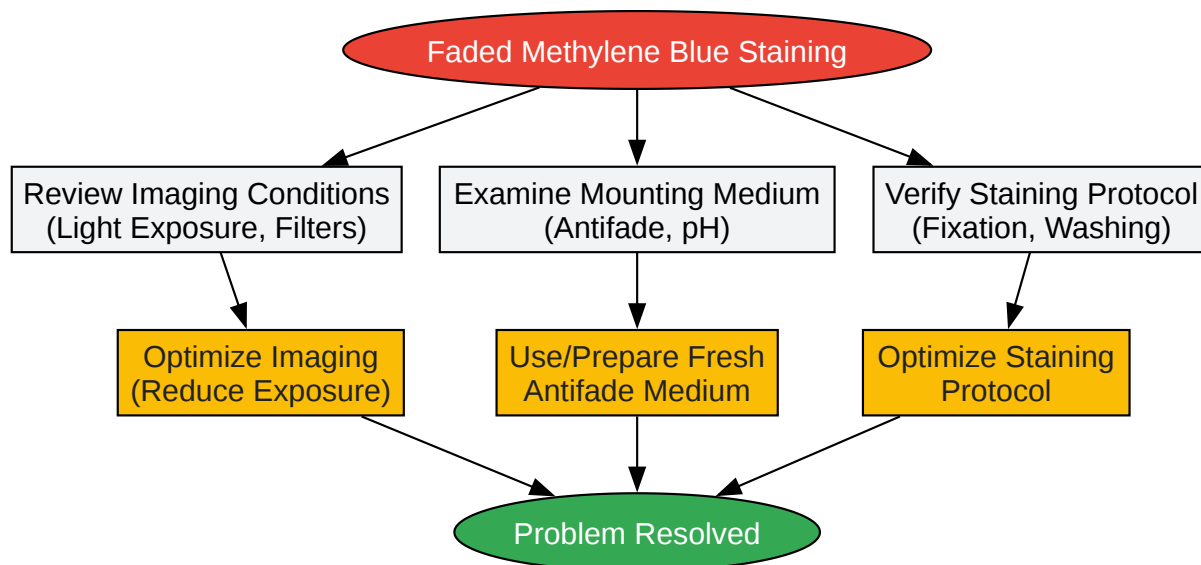 Faded Methylene Blue Staining
Review Imaging Conditions
(Light Exposure, Filters)
Examine Mounting Medium
(Antifade, pH)
Verify Staining Protocol
(Fixation, Washing)
Optimize Imaging
(Reduce Exposure)
Use/Prepare Fresh
Antifade Medium
Optimize Staining
Protocol
Problem Resolved